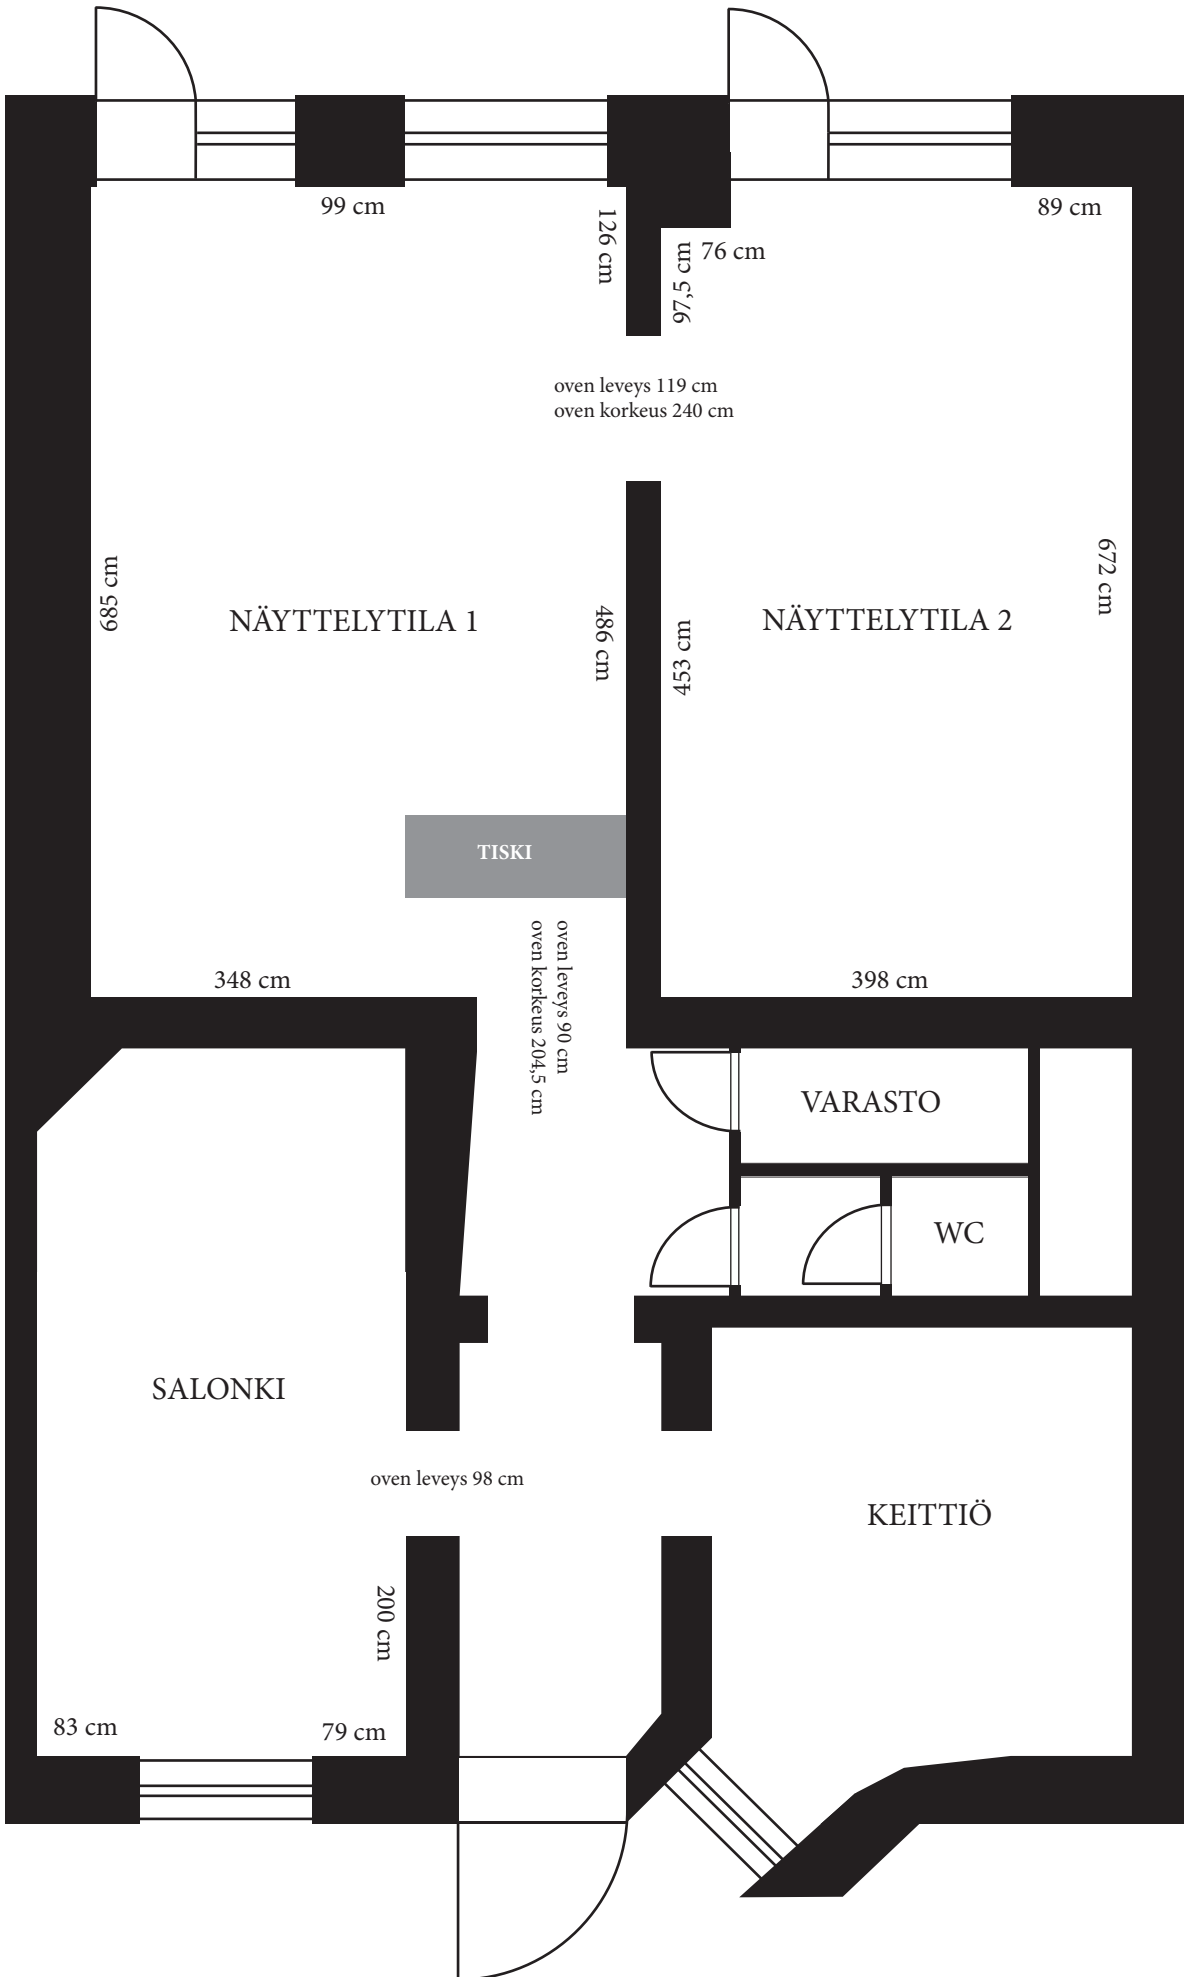 99 cm
126 cm
89 cm
76 cm
97,5 cm
oven leveys 119 cm
oven korkeus 240 cm
685 cm
NÄYTTELYTILA 1
486 cm
453 cm
NÄYTTELYTILA 2
672 cm
TISKI
348 cm
oven leveys 90 cm
oven korkeus 204,5 cm
398 cm
VARASTO
WC
SALONKI
oven leveys 98 cm
KEITTIÖ
200 cm
83 cm
79 cm